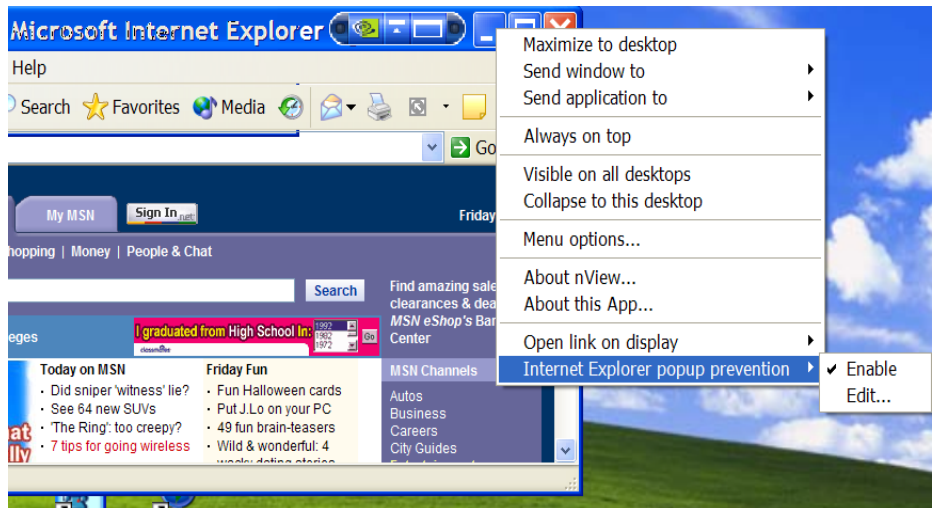 Microsoft Internet Explorer
Help
Search Favorites Media
Go
My MSN Sign In .net Friday
hopping | Money | People & Chat
Search
Find amazing sale
clearances & dea
MSN eShop's Bar
Center
eges
I graduated from High School In: 1992 1982 1972 Go
classmates
Today on MSN
· Did sniper 'witness' lie?
· See 64 new SUVs
· 'The Ring': too creepy?
· 7 tips for going wireless
Friday Fun
· Fun Halloween cards
· Put J.Lo on your PC
· 49 fun brain-teasers
· Wild & wonderful: 4
wacky dating stories
MSN Channels
Autos
Business
Careers
City Guides
Maximize to desktop
Send window to
Send application to
Always on top
Visible on all desktops
Collapse to this desktop
Menu options...
About nView...
About this App...
Open link on display
Internet Explorer popup prevention
✔ Enable
Edit...